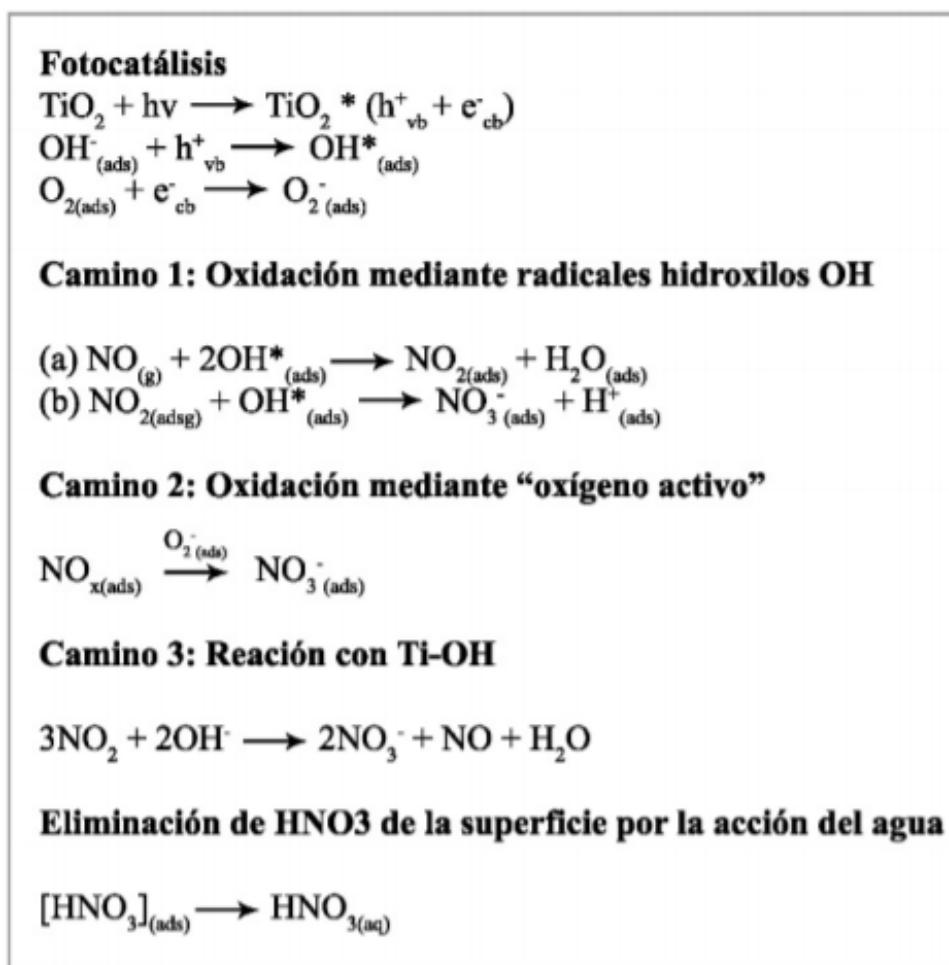 Fotocatálisis
TiO₂ + hv ⟶ TiO₂ * (h⁺vb + e⁻cb)
OH⁻(ads) + h⁺vb ⟶ OH*(ads)
O₂(ads) + e⁻cb ⟶ O₂⁻(ads)
Camino 1: Oxidación mediante radicales hidroxilos OH
(a) NO(g) + 2OH*(ads) ⟶ NO₂(ads) + H₂O(ads)
(b) NO₂(adsg) + OH*(ads) ⟶ NO₃⁻(ads) + H⁺(ads)
Camino 2: Oxidación mediante “oxígeno activo”
O₂⁻(ads)
NOx(ads) ⟶ NO₃⁻(ads)
Camino 3: Reación con Ti-OH
3NO₂ + 2OH⁻ ⟶ 2NO₃⁻ + NO + H₂O
Eliminación de HNO3 de la superficie por la acción del agua
[HNO₃](ads) ⟶ HNO₃(aq)